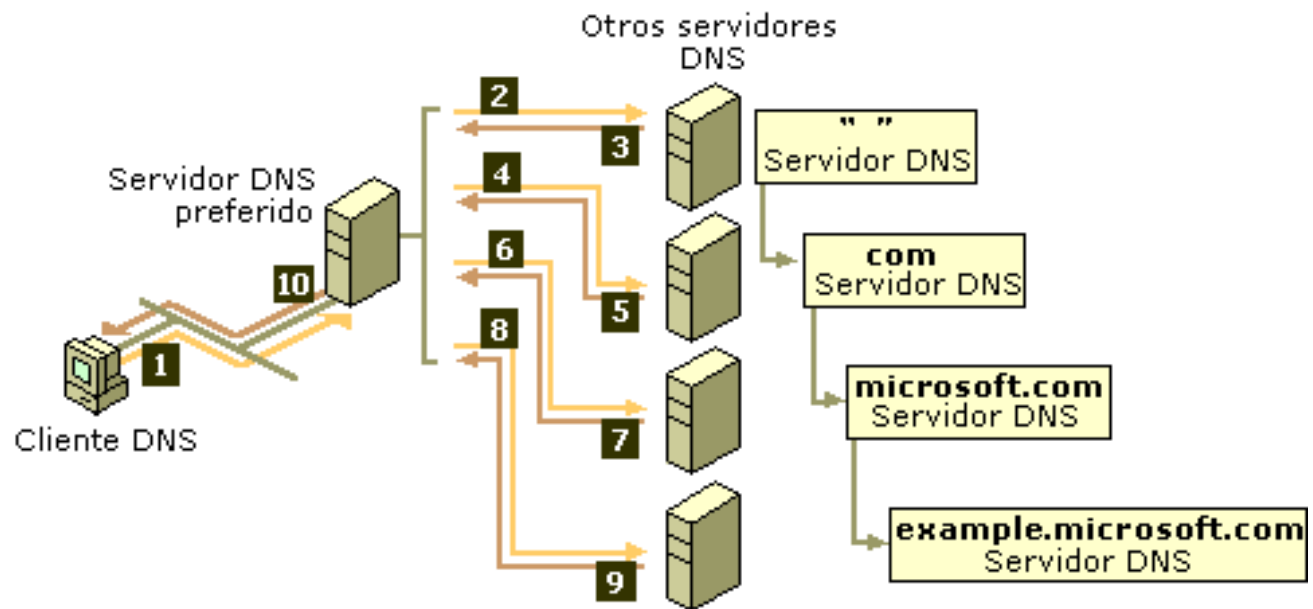 Otros servidores
DNS
2
3
" "
Servidor DNS
Servidor DNS
preferido
4
5
com
Servidor DNS
6
7
10
8
9
1
microsoft.com
Servidor DNS
Cliente DNS
example.microsoft.com
Servidor DNS